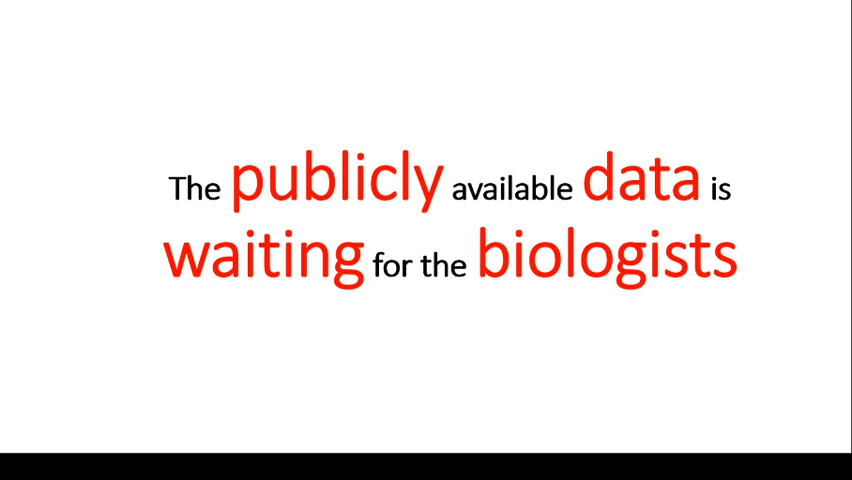 The publicly available data is
waiting for the biologists